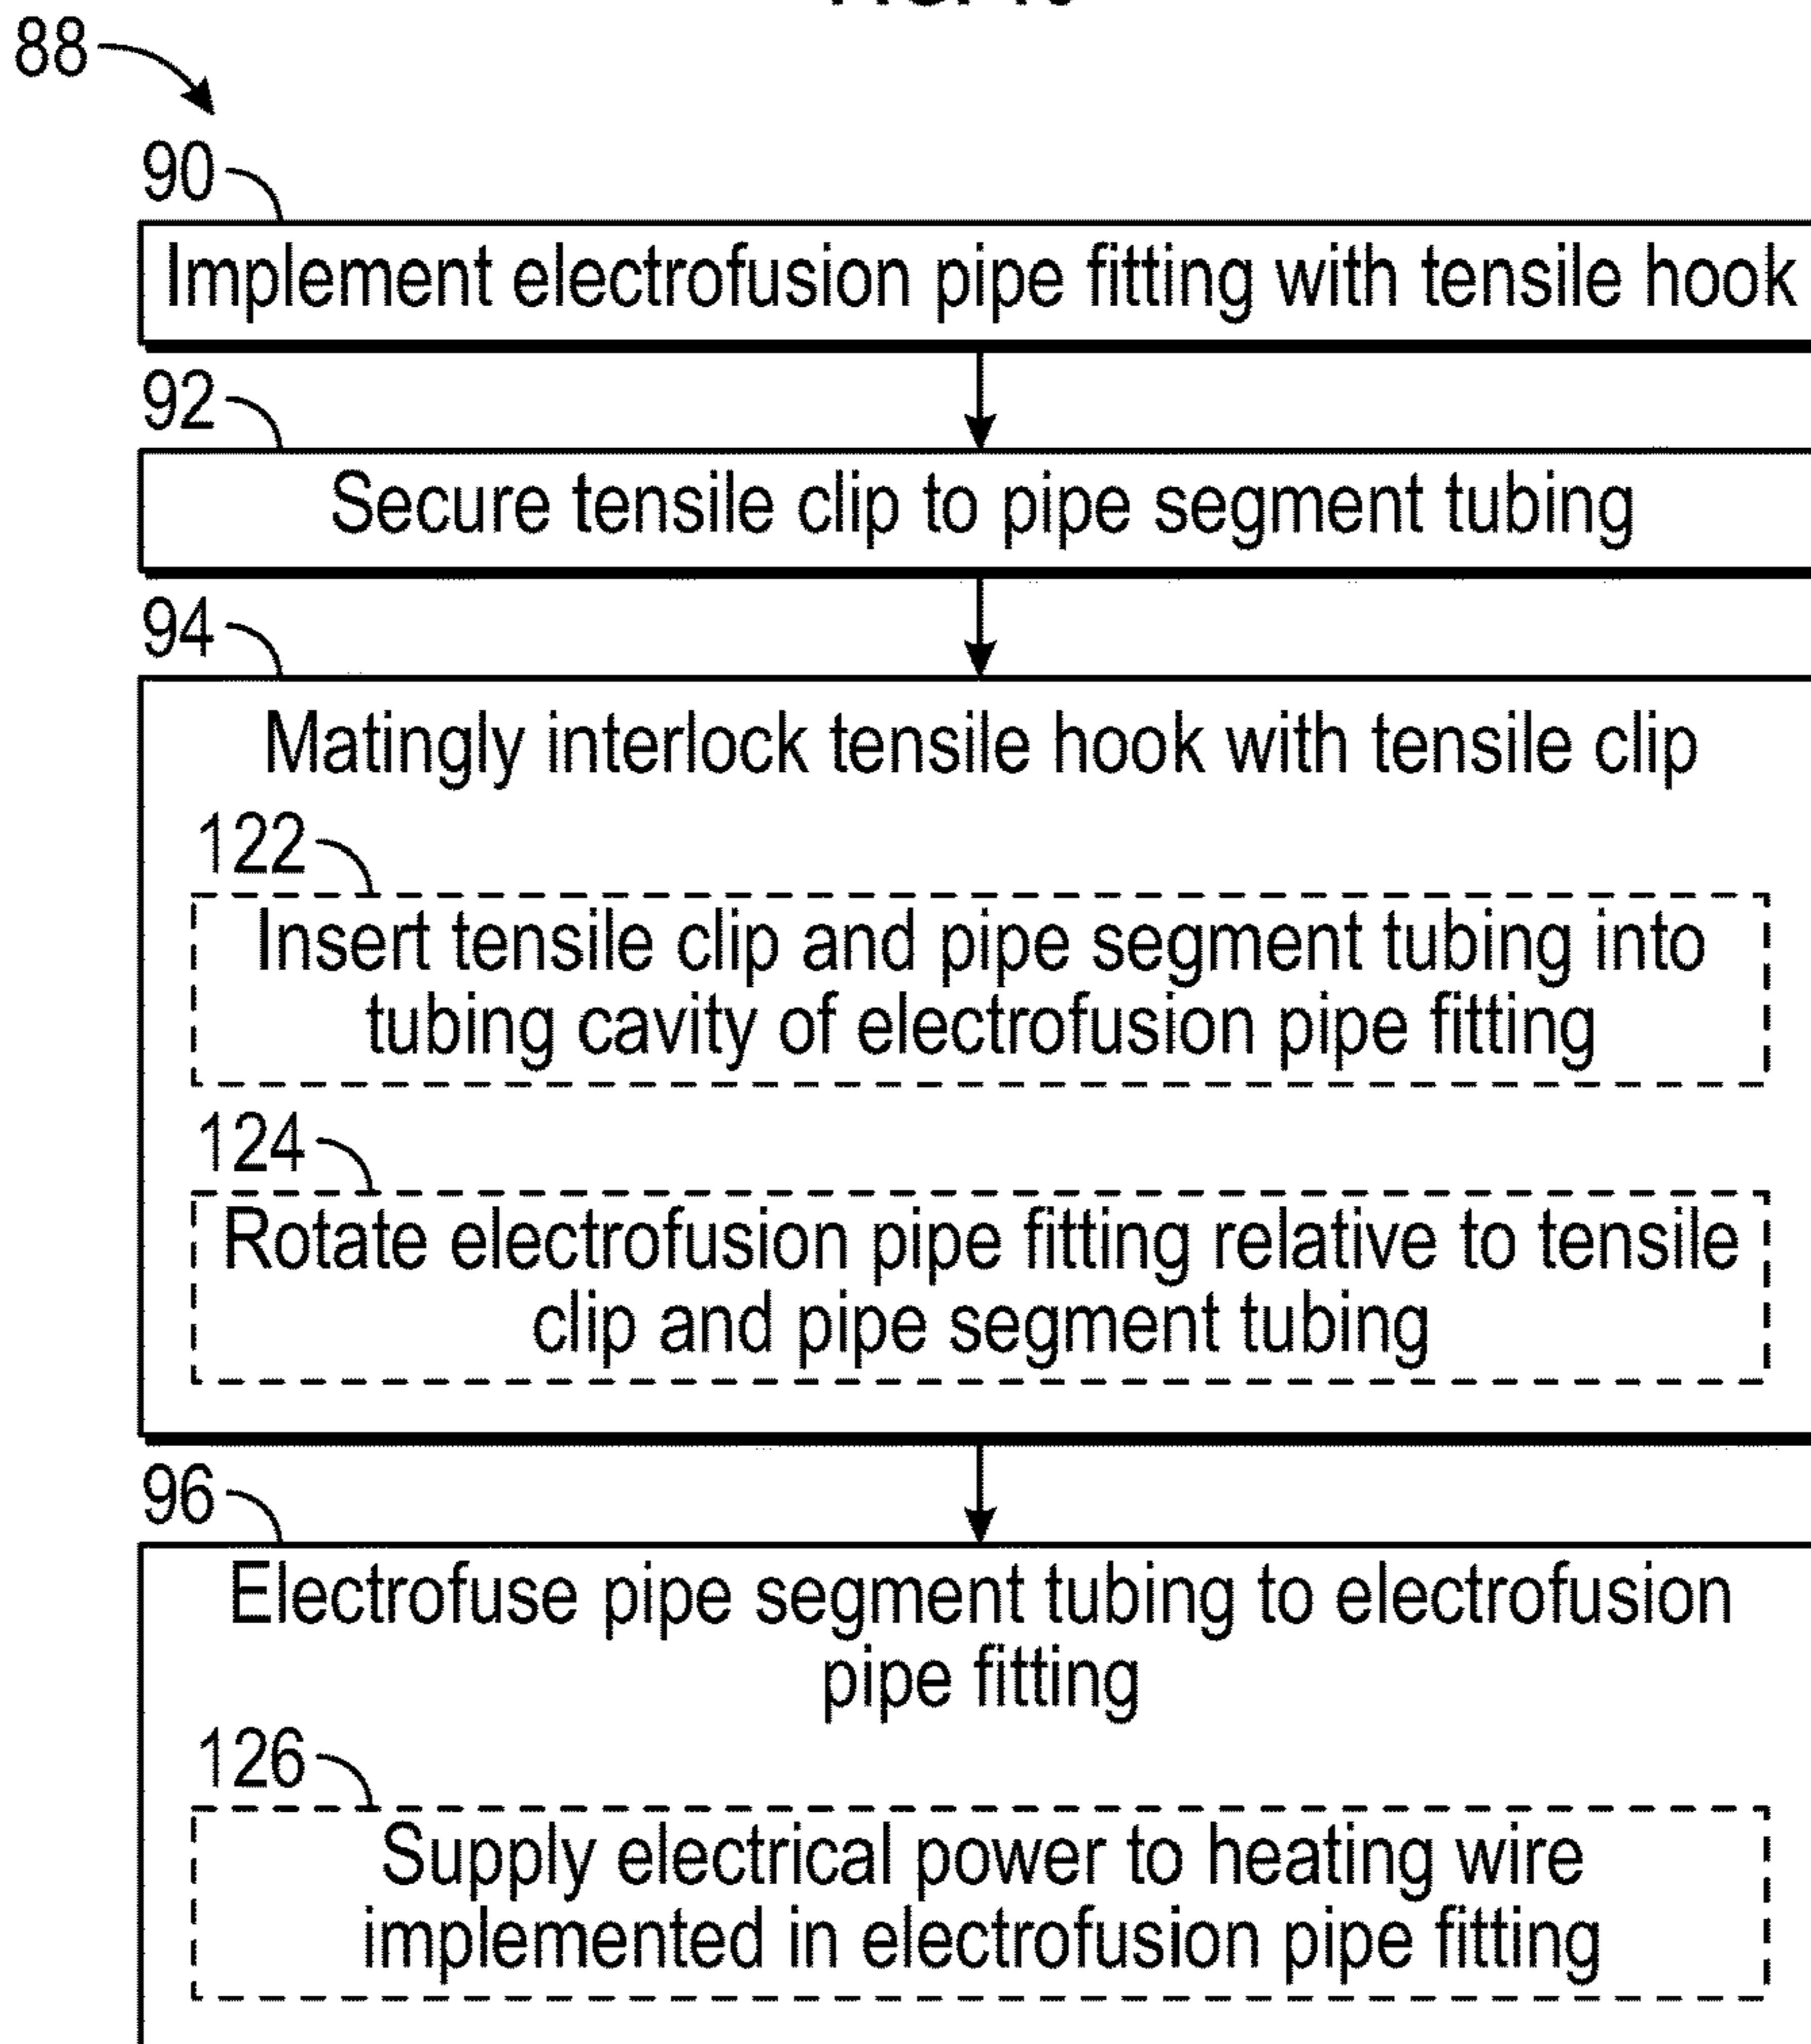 88
90
Implement electrofusion pipe fitting with tensile hook
92
Secure tensile clip to pipe segment tubing
94
Matingly interlock tensile hook with tensile clip
122
Insert tensile clip and pipe segment tubing into
tubing cavity of electrofusion pipe fitting
124
Rotate electrofusion pipe fitting relative to tensile
clip and pipe segment tubing
96
Electrofuse pipe segment tubing to electrofusion
pipe fitting
126
Supply electrical power to heating wire
implemented in electrofusion pipe fitting